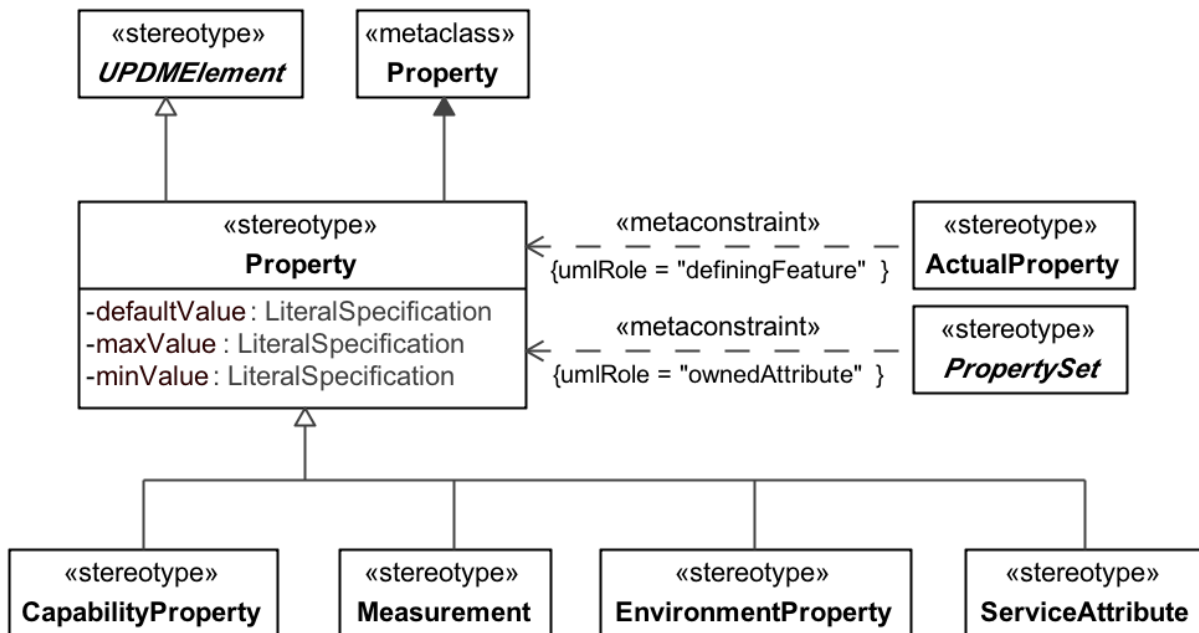 «stereotype»
UPDMElement
«metaclass»
Property
«stereotype»
Property
-defaultValue : LiteralSpecification
-maxValue : LiteralSpecification
-minValue : LiteralSpecification
«metaconstraint»
{umlRole = "definingFeature" }
«stereotype»
ActualProperty
«metaconstraint»
{umlRole = "ownedAttribute" }
«stereotype»
PropertySet
«stereotype»
CapabilityProperty
«stereotype»
Measurement
«stereotype»
EnvironmentProperty
«stereotype»
ServiceAttribute